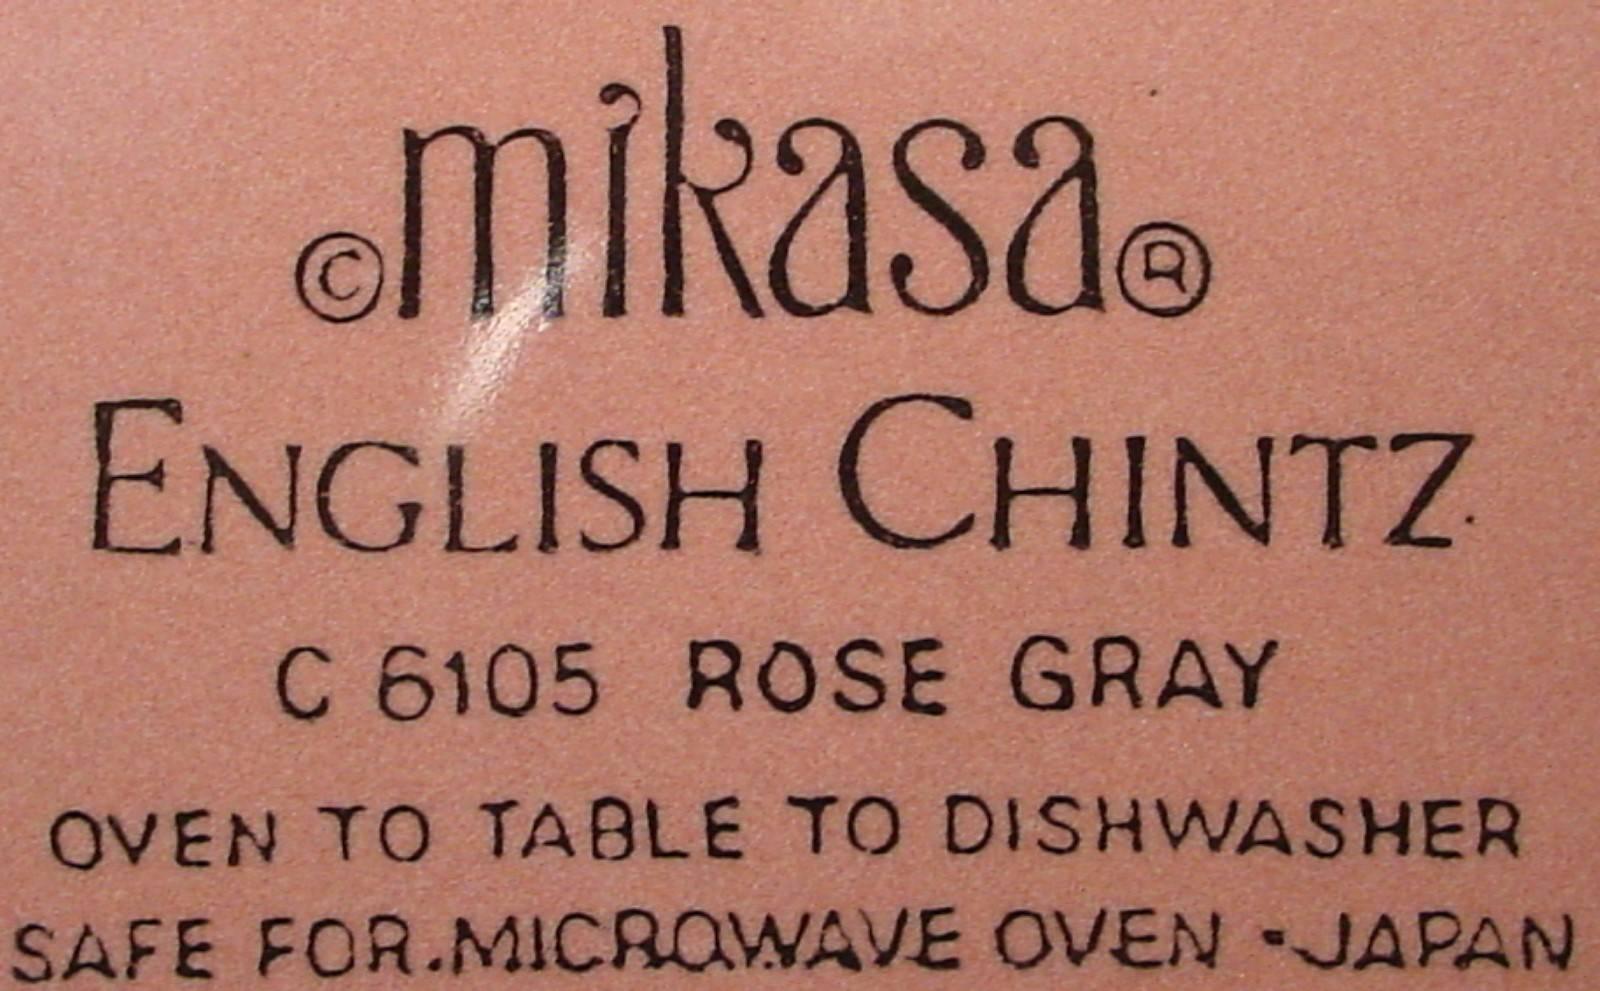 © mikasa ®
ENGLISH CHINTZ
C 6105 ROSE GRAY
OVEN TO TABLE TO DISHWASHER
SAFE FOR MICROWAVE OVEN - JAPAN